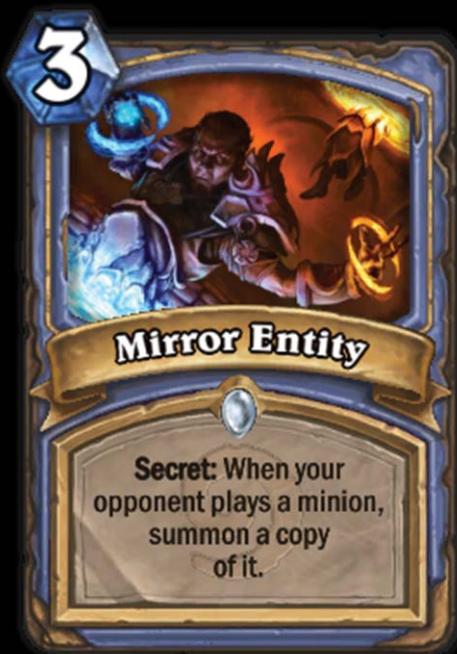 3
Mirror Entity
Secret: When your
opponent plays a minion,
summon a copy
of it.